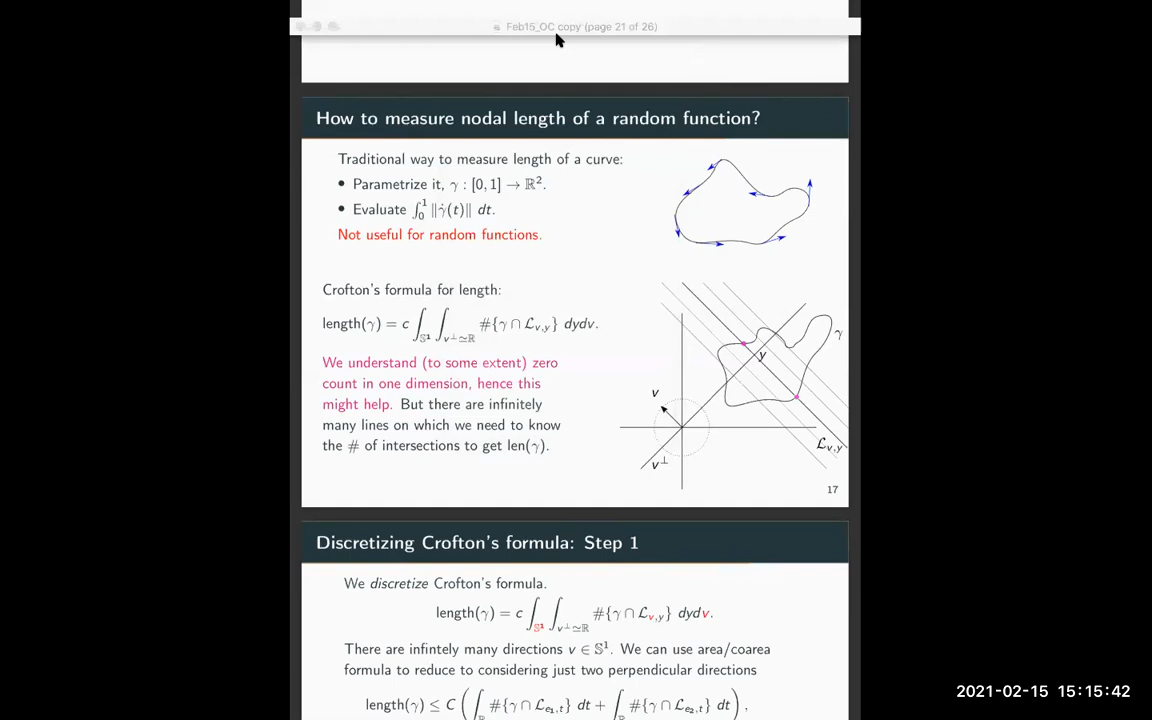 Feb15_OC copy (page 21 of 26)
How to measure nodal length of a random function?
Traditional way to measure length of a curve:
• Parametrize it, γ : [0, 1] → ℝ².
• Evaluate ∫₀¹ ‖γ̇(t)‖ dt.
Not useful for random functions.
Crofton's formula for length:
length(γ) = c ∫_{𝕊¹} ∫_{v⊥≃ℝ} #{γ ∩ ℒ_{v,y}} dydv.
We understand (to some extent) zero
count in one dimension, hence this
might help. But there are infinitely
many lines on which we need to know
the # of intersections to get len(γ).
γ
y
v
ℒ_{v,y}
v⊥
17
Discretizing Crofton's formula: Step 1
We discretize Crofton's formula.
length(γ) = c ∫_{𝕊¹} ∫_{v⊥≃ℝ} #{γ ∩ ℒ_{v,y}} dydv.
There are infintely many directions v ∈ 𝕊¹. We can use area/coarea
formula to reduce to considering just two perpendicular directions
length(γ) ≤ C ( ∫_ℝ #{γ ∩ ℒ_{e₁,t}} dt + ∫_ℝ #{γ ∩ ℒ_{e₂,t}} dt ) ,
2021-02-15 15:15:42